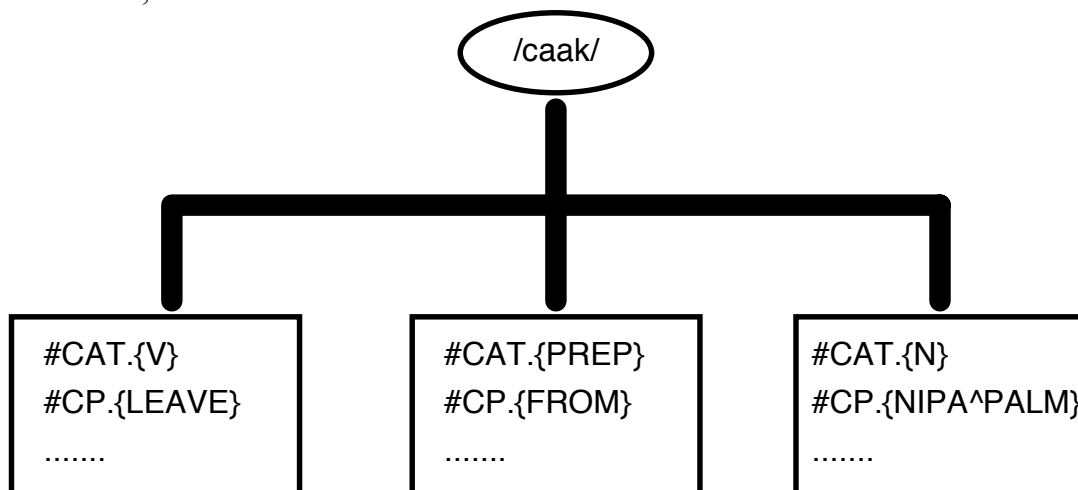 /caak/
#CAT.{V}
#CP.{LEAVE}
.......
#CAT.{PREP}
#CP.{FROM}
.......
#CAT.{N}
#CP.{NIPA^PALM}
.......